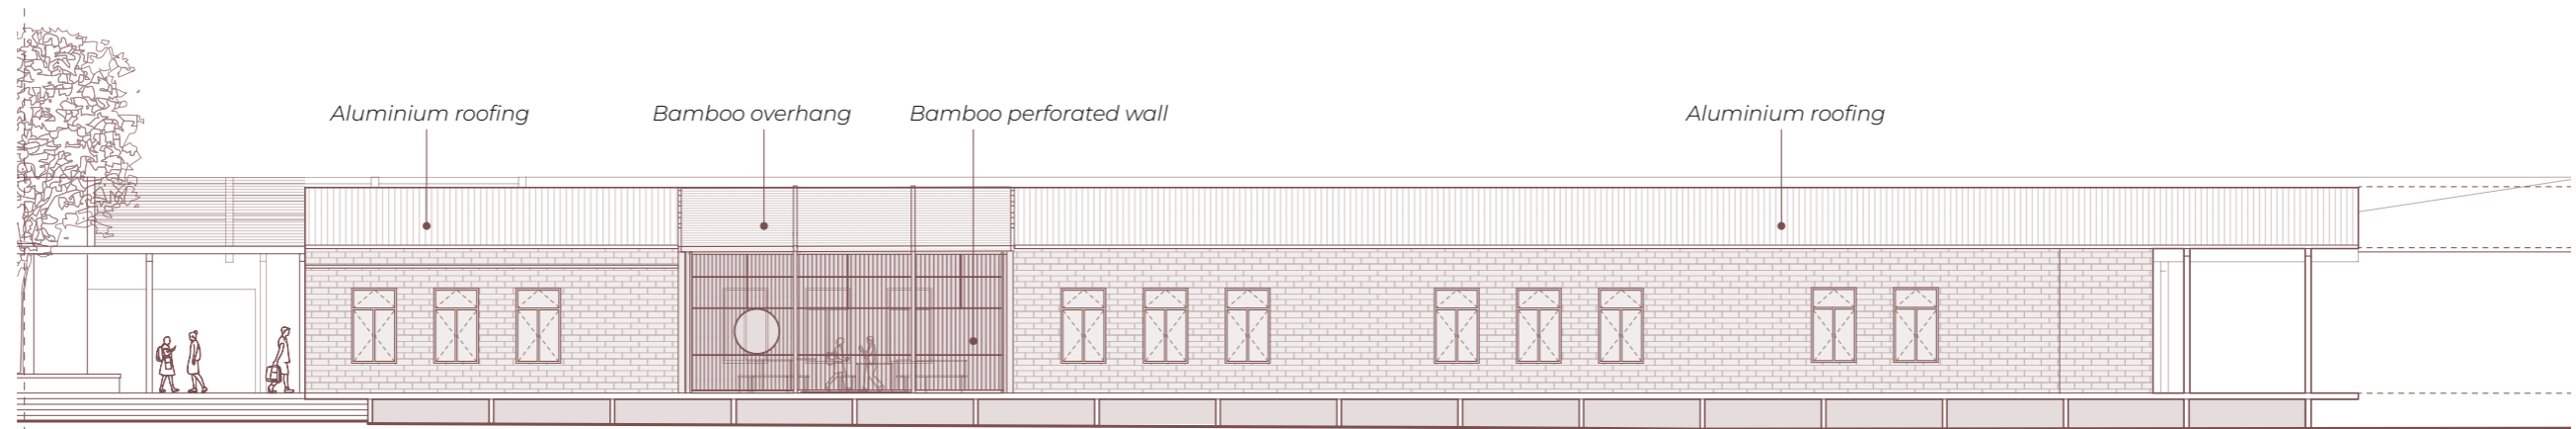 Aluminium roofing
Bamboo overhang
Bamboo perforated wall
Aluminium roofing